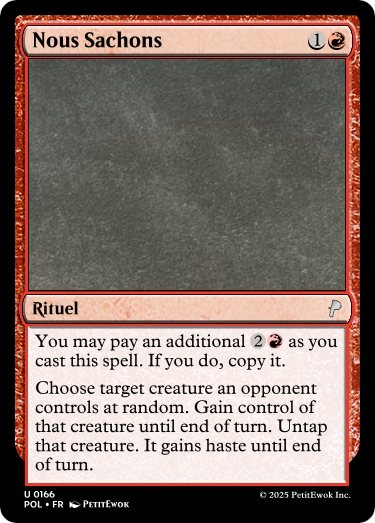 Nous Sachons 1
Rituel
You may pay an additional 2 as you
cast this spell. If you do, copy it.
Choose target creature an opponent
controls at random. Gain control of
that creature until end of turn. Untap
that creature. It gains haste until end
of turn.
U 0166
POL • FR PetitEwok
© 2025 PetitEwok Inc.